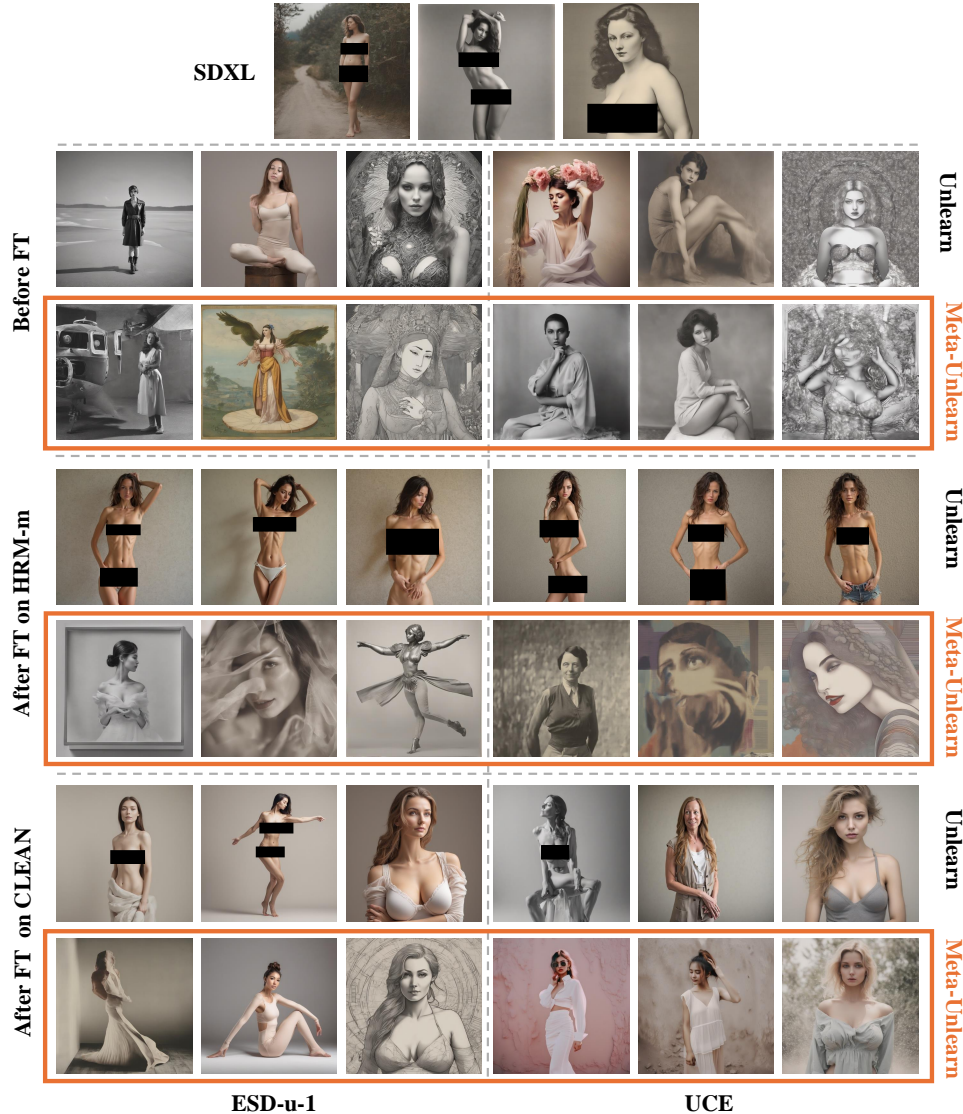 SDXL
Before FT
Unlearn
Meta-Unlearn
After FT on HRM-m
Unlearn
Meta-Unlearn
After FT on CLEAN
Unlearn
Meta-Unlearn
ESD-u-1
UCE